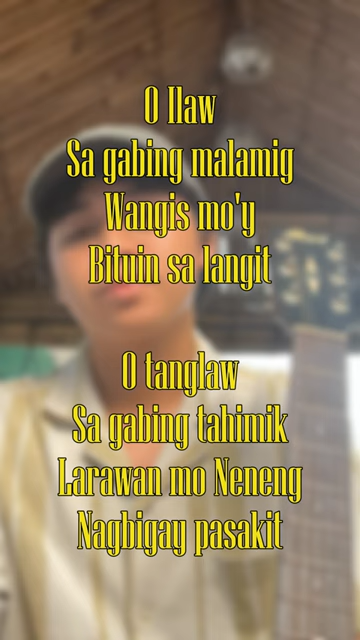 O Ilaw
Sa gabing malamig
Wangis mo'y
Bituin sa langit
O tanglaw
Sa gabing tahimik
Larawan mo Neneng
Nagbigay pasakit